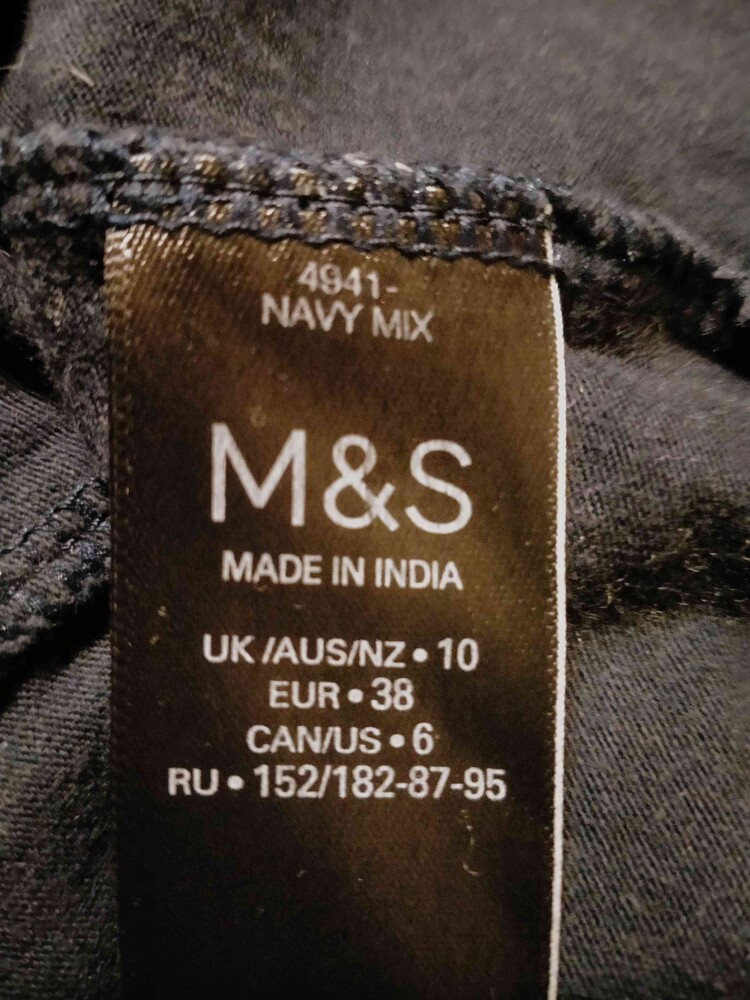 4941-
NAVY MIX
M&S
MADE IN INDIA
UK /AUS/NZ • 10
EUR • 38
CAN/US • 6
RU • 152/182-87-95